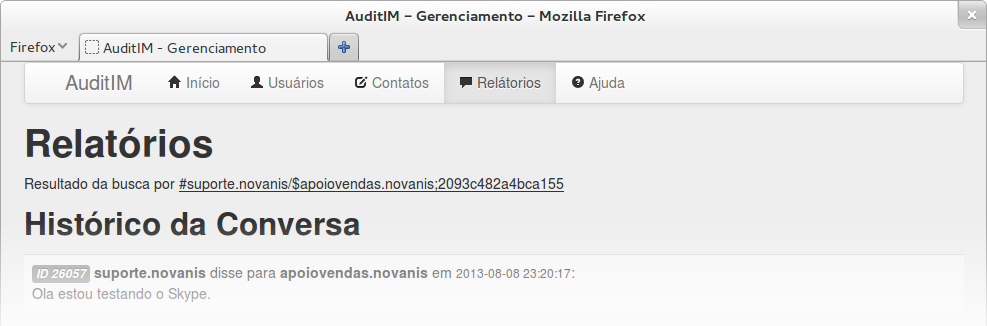 AuditIM – Gerenciamento – Mozilla Firefox
Firefox
AuditIM - Gerenciamento
AuditIM Início Usuários Contatos Relátorios Ajuda
Relatórios
Resultado da busca por #suporte.novanis/$apoiovendas.novanis;2093c482a4bca155
Histórico da Conversa
ID 26057 suporte.novanis disse para apoiovendas.novanis em 2013-08-08 23:20:17:
Ola estou testando o Skype.